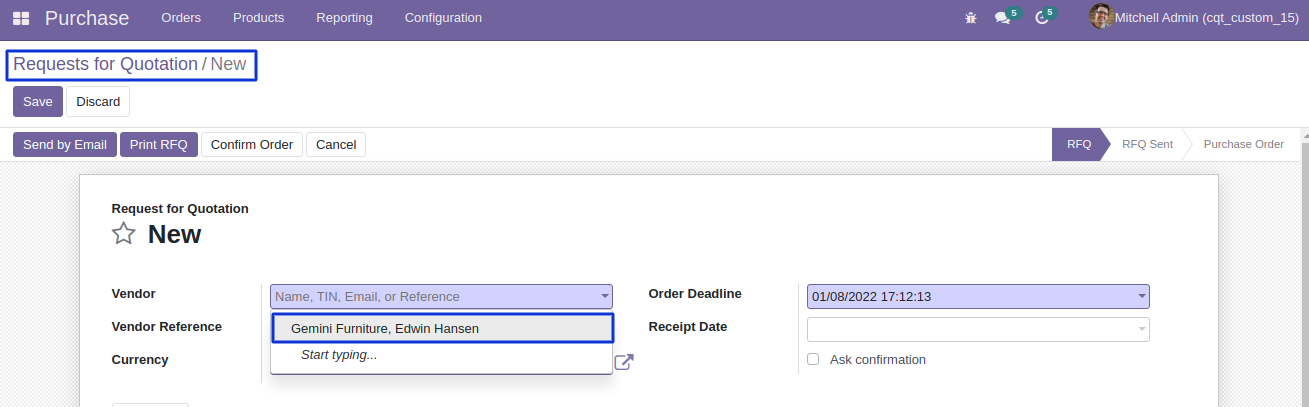 Purchase Orders Products Reporting Configuration 5 5 Mitchell Admin (cqt_custom_15)
Requests for Quotation / New
Save Discard
Send by Email Print RFQ Confirm Order Cancel RFQ RFQ Sent Purchase Order
Request for Quotation
New
Vendor Name, TIN, Email, or Reference Order Deadline 01/08/2022 17:12:13
Vendor Reference Gemini Furniture, Edwin Hansen Receipt Date
Currency Start typing... Ask confirmation